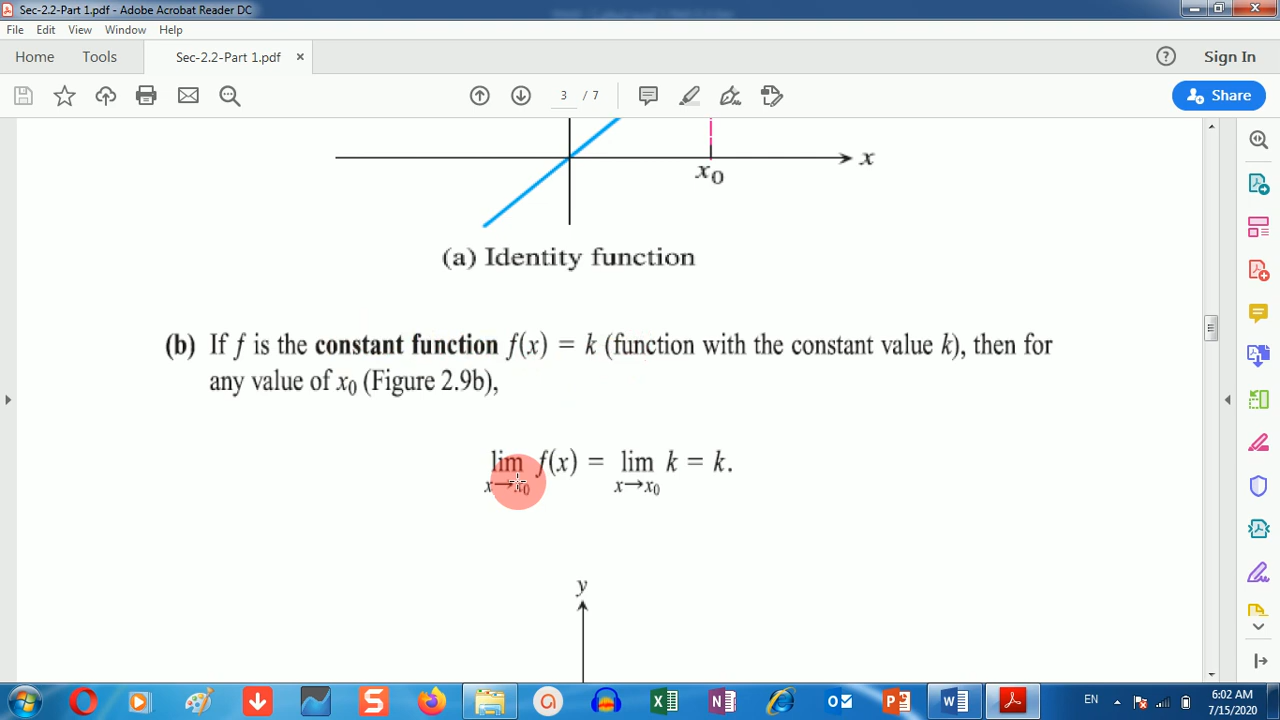 Sec-2.2-Part 1.pdf - Adobe Acrobat Reader DC
File Edit View Window Help
Home Tools Sec-2.2-Part 1.pdf × ? Sign In
3 / 7 Share
x
x₀
(a) Identity function
(b) If f is the constant function f(x) = k (function with the constant value k), then for
any value of x₀ (Figure 2.9b),
lim f(x) = lim k = k.
x→x₀ x→x₀
y
EN 6:02 AM
7/15/2020